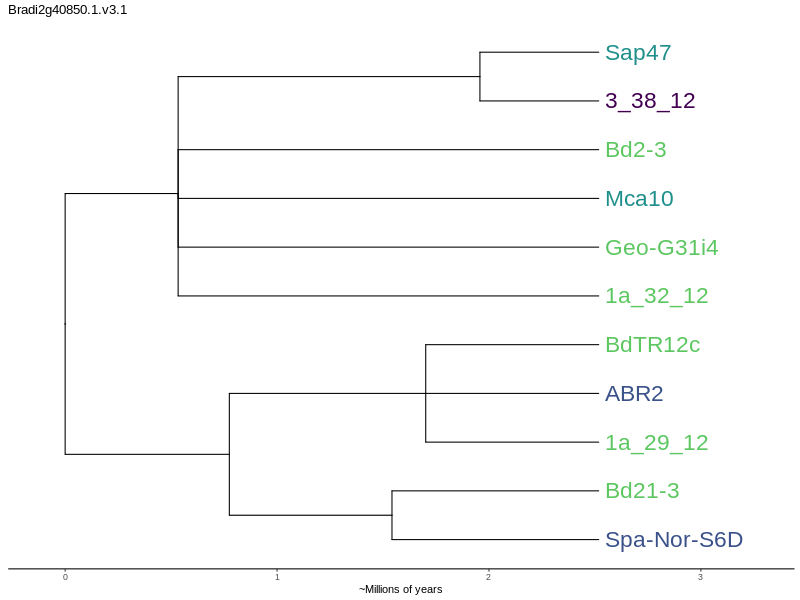 Bradi2g40850.1.v3.1
Sap47
3_38_12
Bd2-3
Mca10
Geo-G31i4
1a_32_12
BdTR12c
ABR2
1a_29_12
Bd21-3
Spa-Nor-S6D
0 1 2 3
~Millions of years